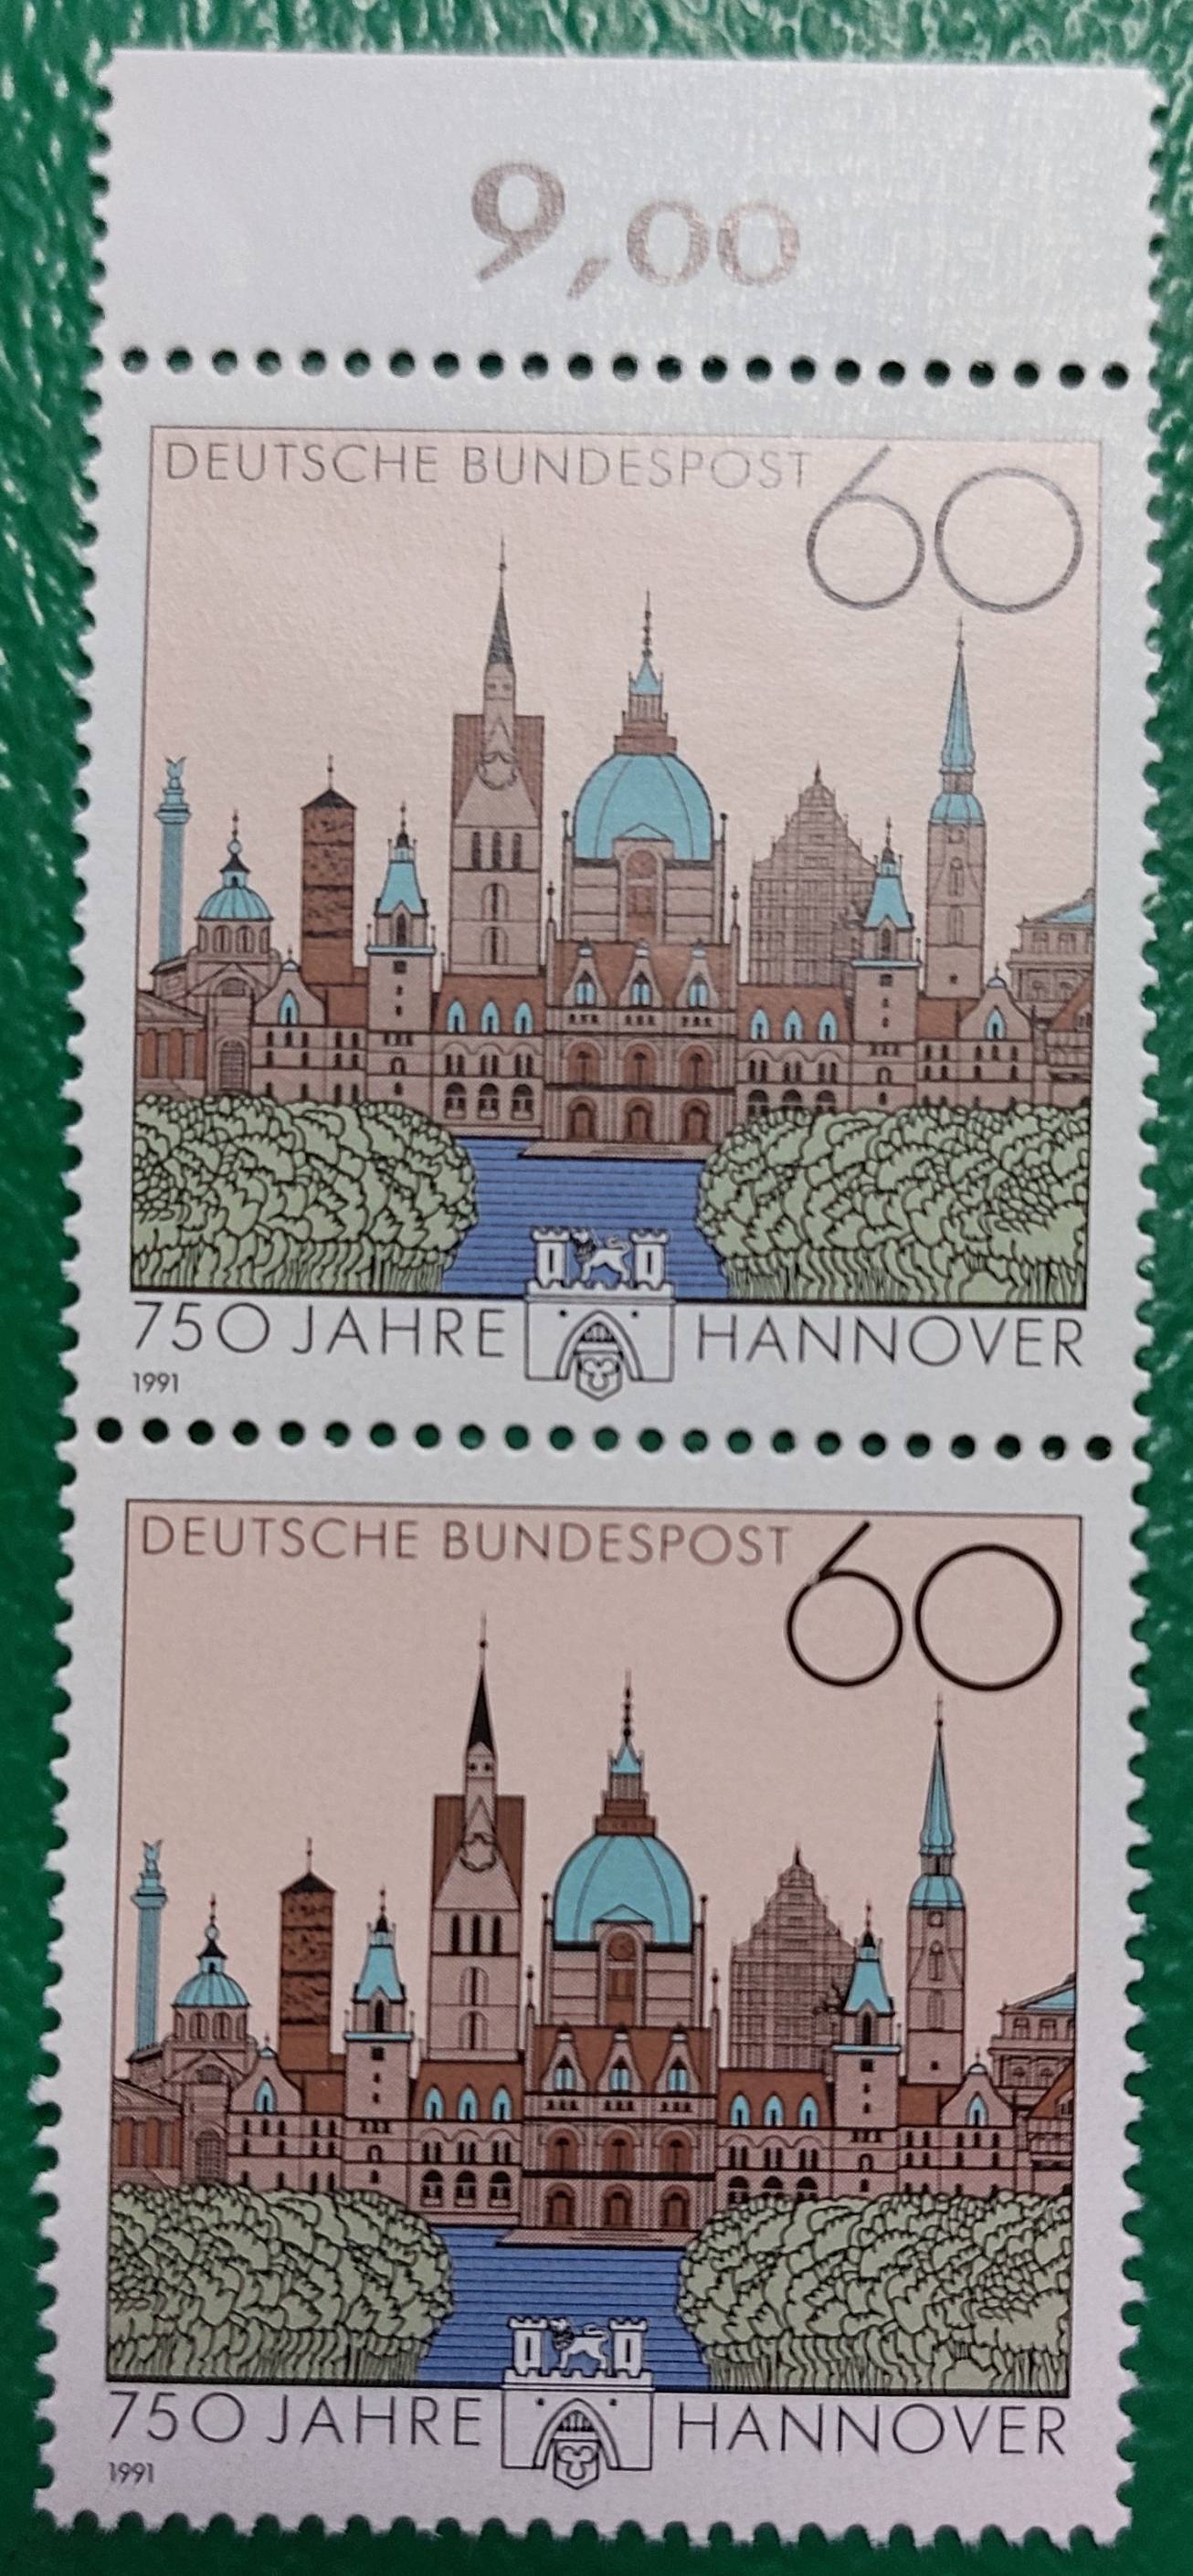 9,00
DEUTSCHE BUNDESPOST 60
750 JAHRE HANNOVER
1991
DEUTSCHE BUNDESPOST 60
750 JAHRE HANNOVER
1991